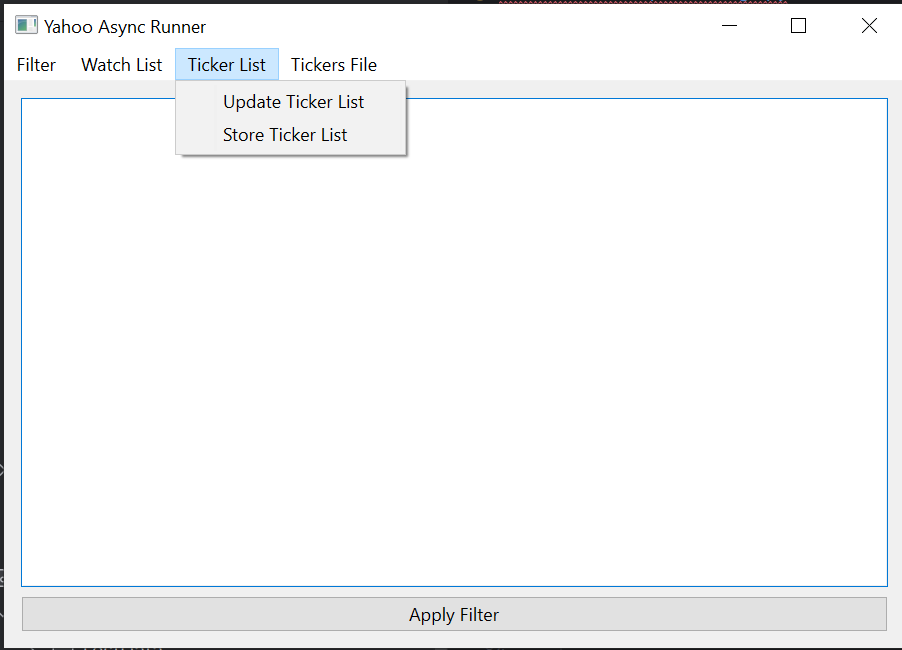 Yahoo Async Runner
Filter Watch List Ticker List Tickers File
Update Ticker List
Store Ticker List
Apply Filter